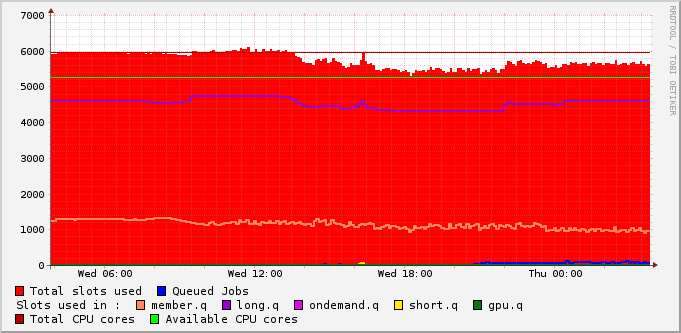 RRDTOOL / TOBI OETIKER
7000
6000
5000
4000
3000
2000
1000
0
Wed 06:00 Wed 12:00 Wed 18:00 Thu 00:00
Total slots used Queued Jobs
Slots used in : member.q long.q ondemand.q short.q gpu.q
Total CPU cores Available CPU cores